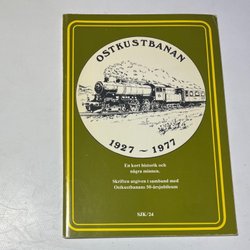 OSTKUSTBANAN
1927 ~ 1977
En kort historik och
några minnen.
Skriften utgiven i samband med
Ostkustbanans 50-årsjubileum
SJK/24